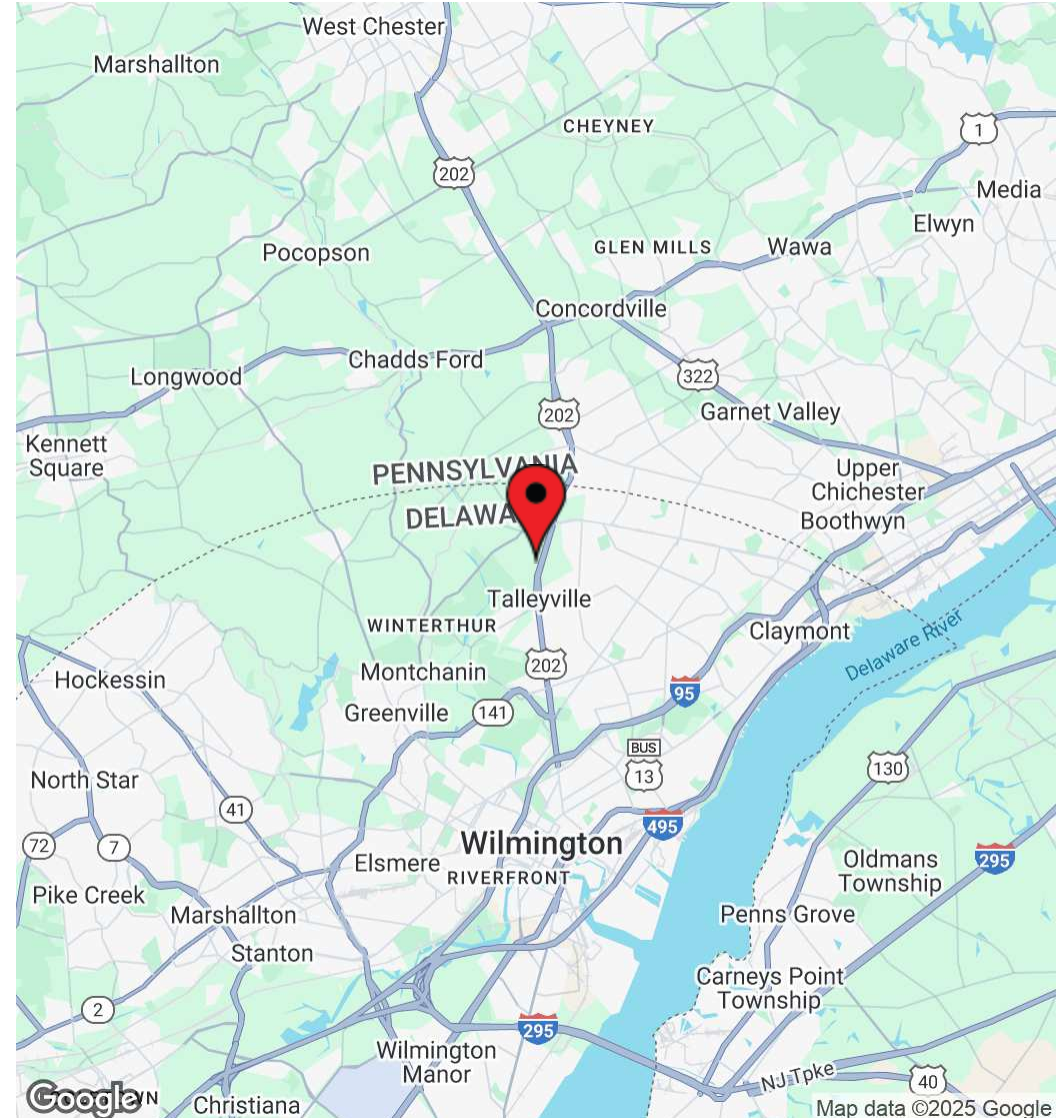 West Chester
Marshallton
CHEYNEY
1
202
Media
Elwyn
Pocopson
GLEN MILLS
Wawa
Concordville
Chadds Ford
Longwood
322
202
Garnet Valley
Kennett
Square
PENNSYLVANIA
Upper
Chichester
DELAWA
Boothwyn
Talleyville
WINTERTHUR
Claymont
Delaware River
202
Montchanin
Hockessin
95
Greenville
141
BUS
13
130
North Star
41
495
Wilmington
72
7
Elsmere
RIVERFRONT
Oldmans
Township
295
Pike Creek
Marshallton
Penns Grove
Stanton
Carneys Point
Township
2
295
Wilmington
Manor
NJ Tpke
40
Google
WN
Christiana
Map data ©2025 Google